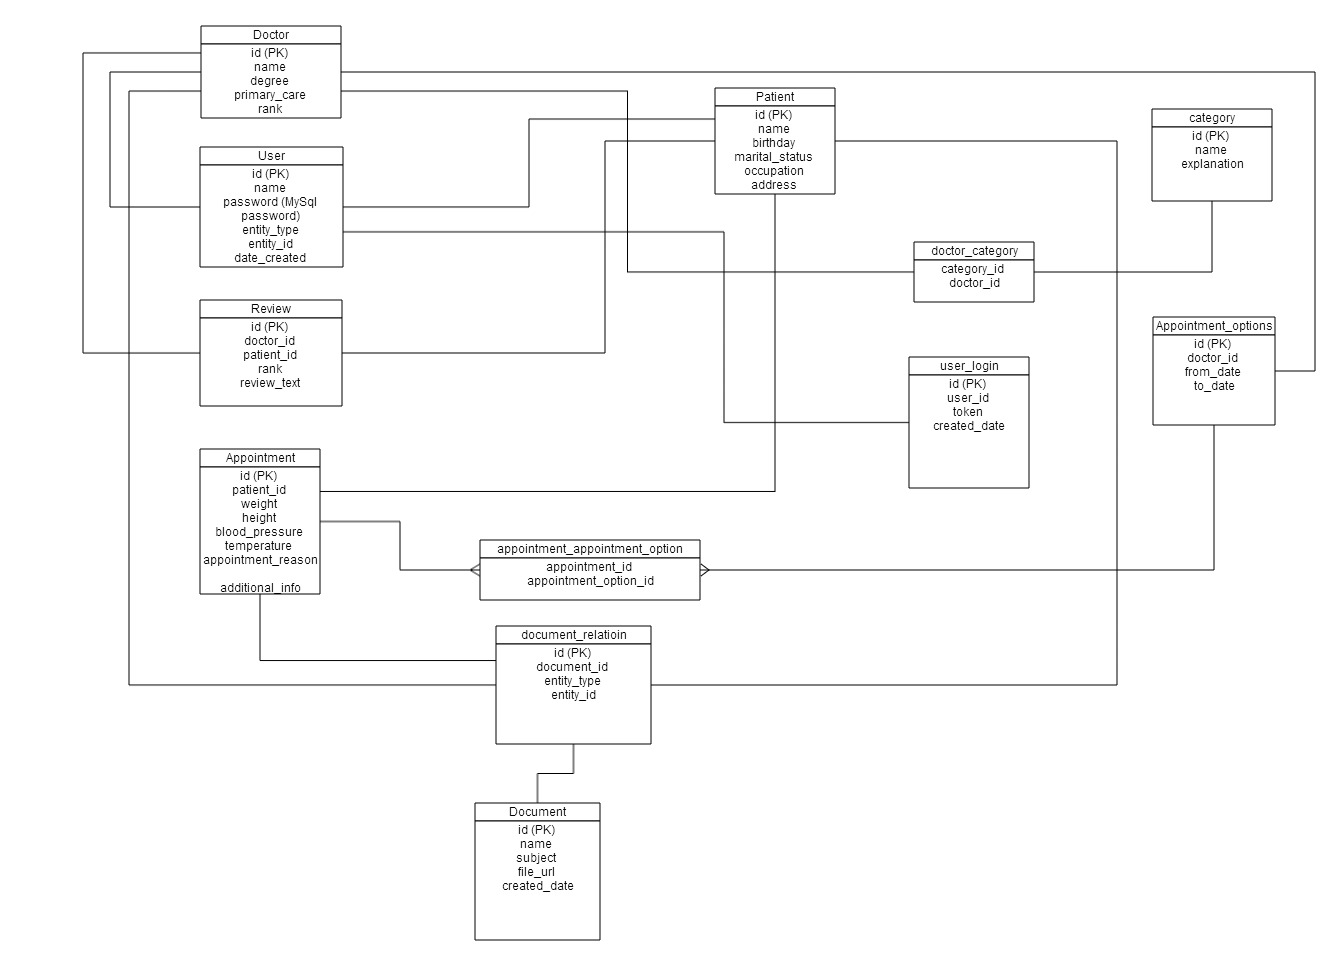 Doctor
id (PK)
name
degree
primary_care
rank
User
id (PK)
name
password (MySql
password)
entity_type
entity_id
date_created
Review
id (PK)
doctor_id
patient_id
rank
review_text
Appointment
id (PK)
patient_id
weight
height
blood_pressure
temperature
appointment_reason
additional_info
Patient
id (PK)
name
birthday
marital_status
occupation
address
category
id (PK)
name
explanation
doctor_category
category_id
doctor_id
Appointment_options
id (PK)
doctor_id
from_date
to_date
user_login
id (PK)
user_id
token
created_date
appointment_appointment_option
appointment_id
appointment_option_id
document_relatioin
id (PK)
document_id
entity_type
entity_id
Document
id (PK)
name
subject
file_url
created_date